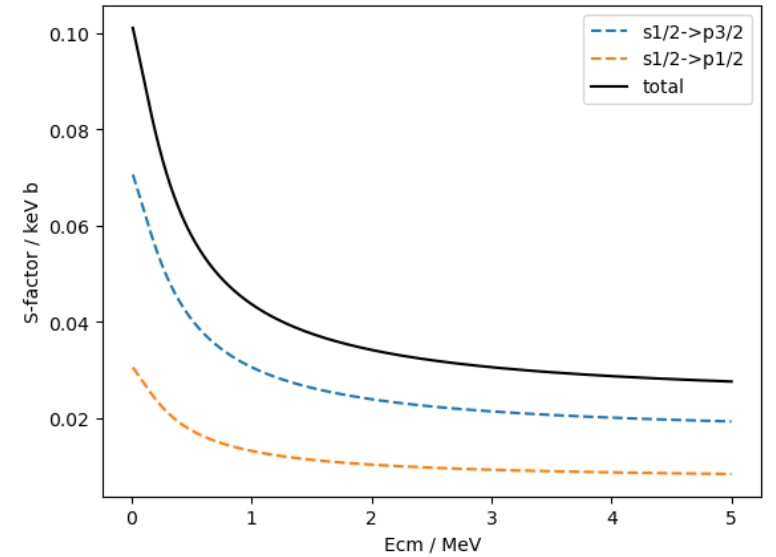 s1/2->p3/2
s1/2->p1/2
total
0.10
0.08
0.06
0.04
0.02
S-factor / keV b
0 1 2 3 4 5
Ecm / MeV